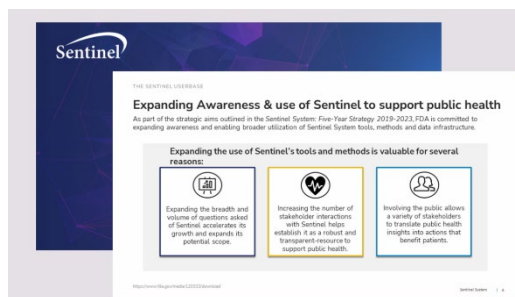 Sentinel
THE SENTINEL USERBASE
Expanding Awareness & use of Sentinel to support public health
As part of the strategic aims outlined in the Sentinel System: Five-Year Strategy 2019-2023, FDA is committed to
expanding awareness and enabling broader utilization of Sentinel System tools, methods and data infrastructure.
Expanding the use of Sentinel's tools and methods is valuable for several
reasons:
Expanding the breadth and
volume of questions asked
of Sentinel accelerates its
growth and expands its
potential scope.
Increasing the number of
stakeholder interactions
with Sentinel helps
establish it as a robust and
transparent-resource to
support public health.
Involving the public allows
a variety of stakeholders
to translate public health
insights into actions that
benefit patients.
Sentinel System